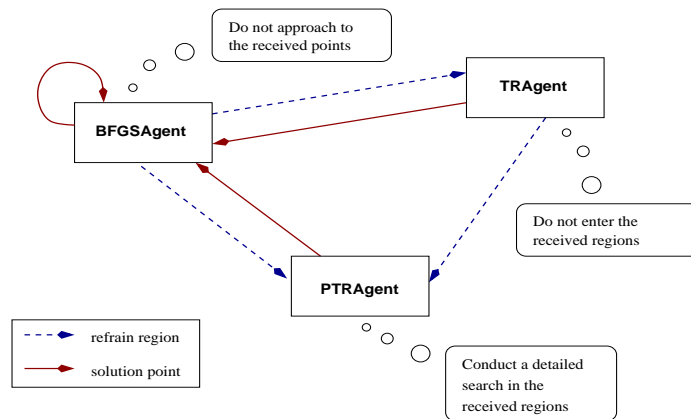 Do not approach to
the received points
TRAgent
BFGSAgent
Do not enter the
received regions
PTRAgent
refrain region
solution point
Conduct a detailed
search in the
received regions